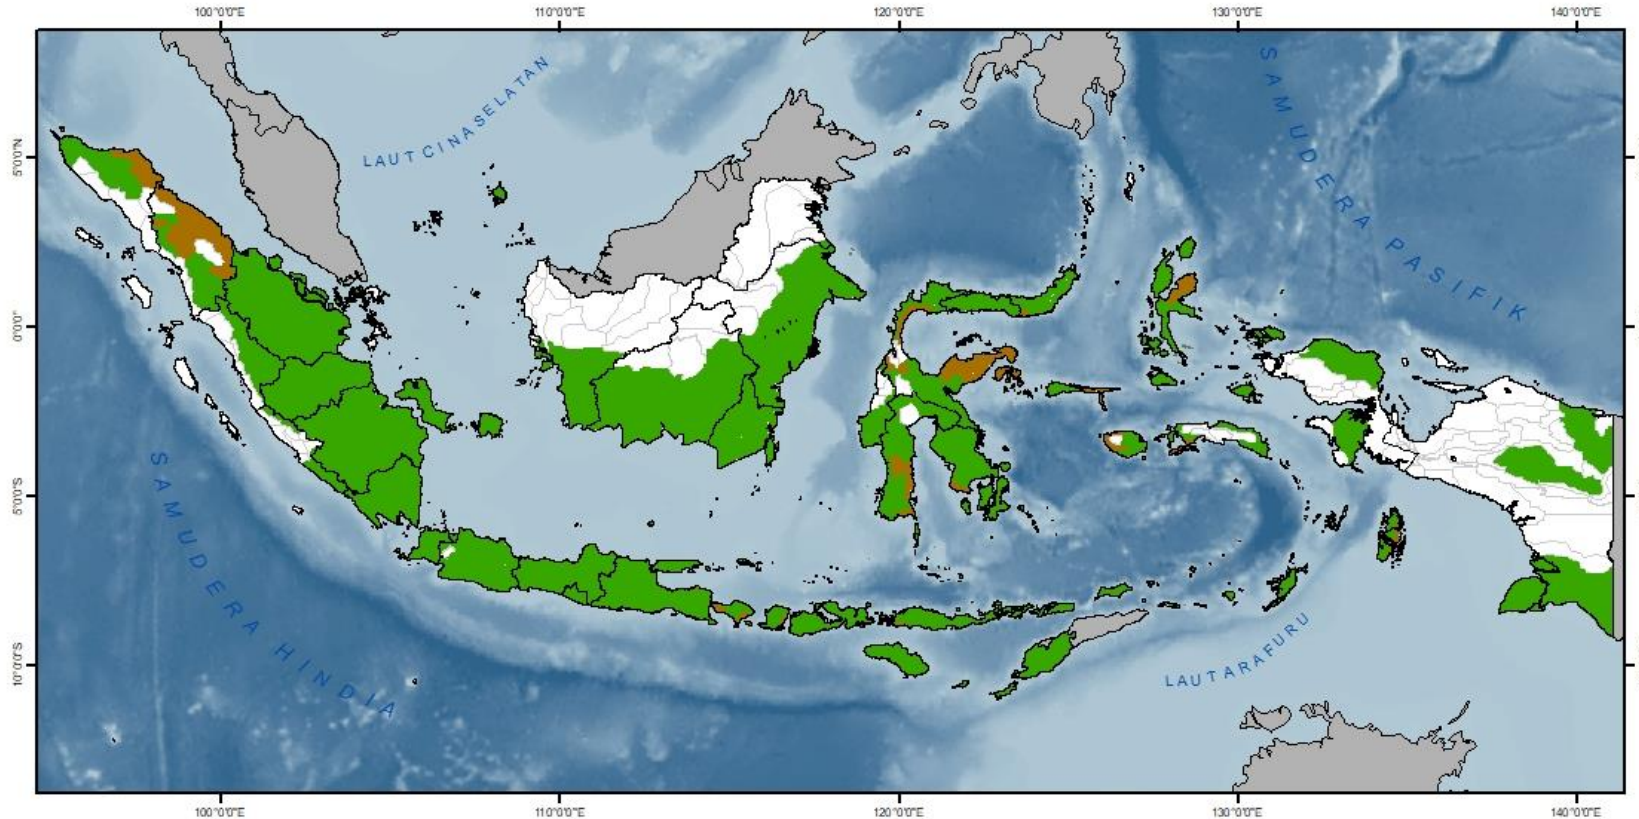 100°0'0"E
110°0'0"E
120°0'0"E
130°0'0"E
140°0'0"E
5°0'0"N
0°0'0"
5°0'0"S
10°0'0"S
LAUT CINA SELATAN
SAMUDERA PASIFIK
SAMUDERA HINDIA
LAUT ARAFURU
100°0'0"E
110°0'0"E
120°0'0"E
130°0'0"E
140°0'0"E